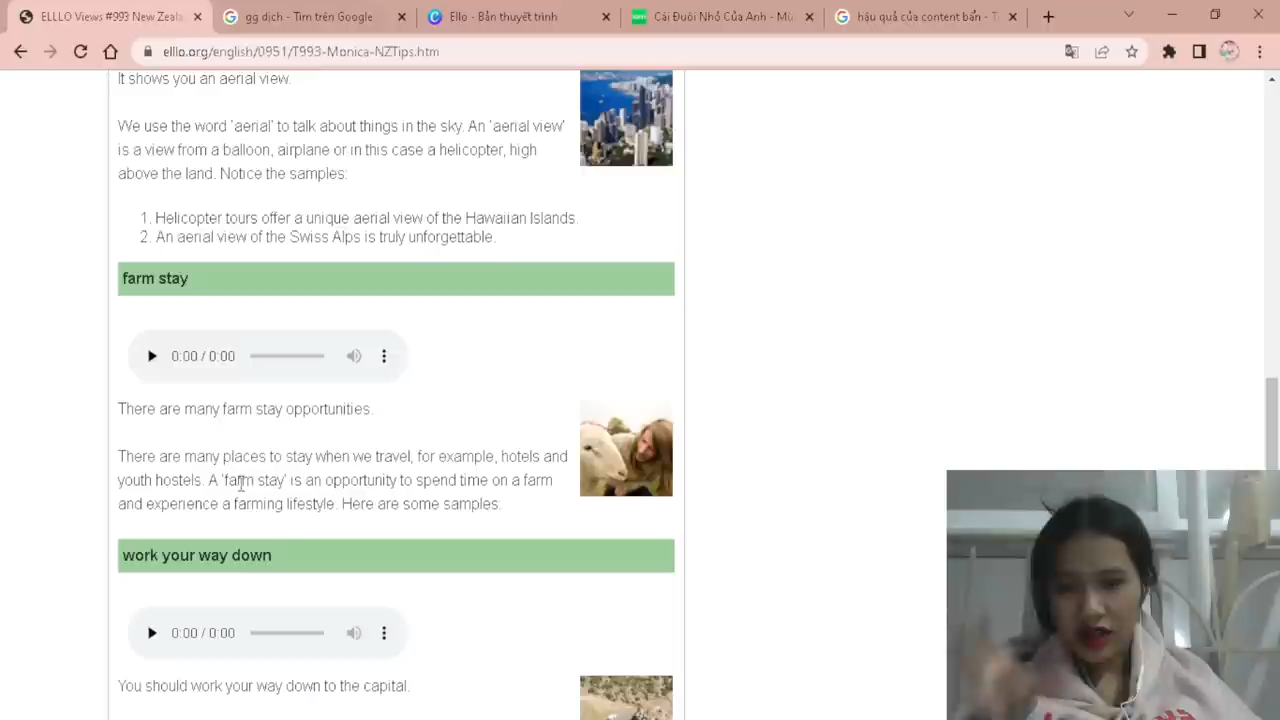 ELLLO Views #993 New Zeala
gg dịch - Tìm trên Google
Ello - Bản thuyết trình
Cái Đuôi Nhỏ Của Anh - Mù
hậu quả của content bẩn - T
elllo.org/english/0951/T993-Monica-NZTips.htm
It shows you an aerial view.
We use the word 'aerial' to talk about things in the sky. An 'aerial view'
is a view from a balloon, airplane or in this case a helicopter, high
above the land. Notice the samples:
1. Helicopter tours offer a unique aerial view of the Hawaiian Islands.
2. An aerial view of the Swiss Alps is truly unforgettable.
farm stay
0:00 / 0:00
There are many farm stay opportunities.
There are many places to stay when we travel, for example, hotels and
youth hostels. A 'farm stay' is an opportunity to spend time on a farm
and experience a farming lifestyle. Here are some samples:
work your way down
0:00 / 0:00
You should work your way down to the capital.